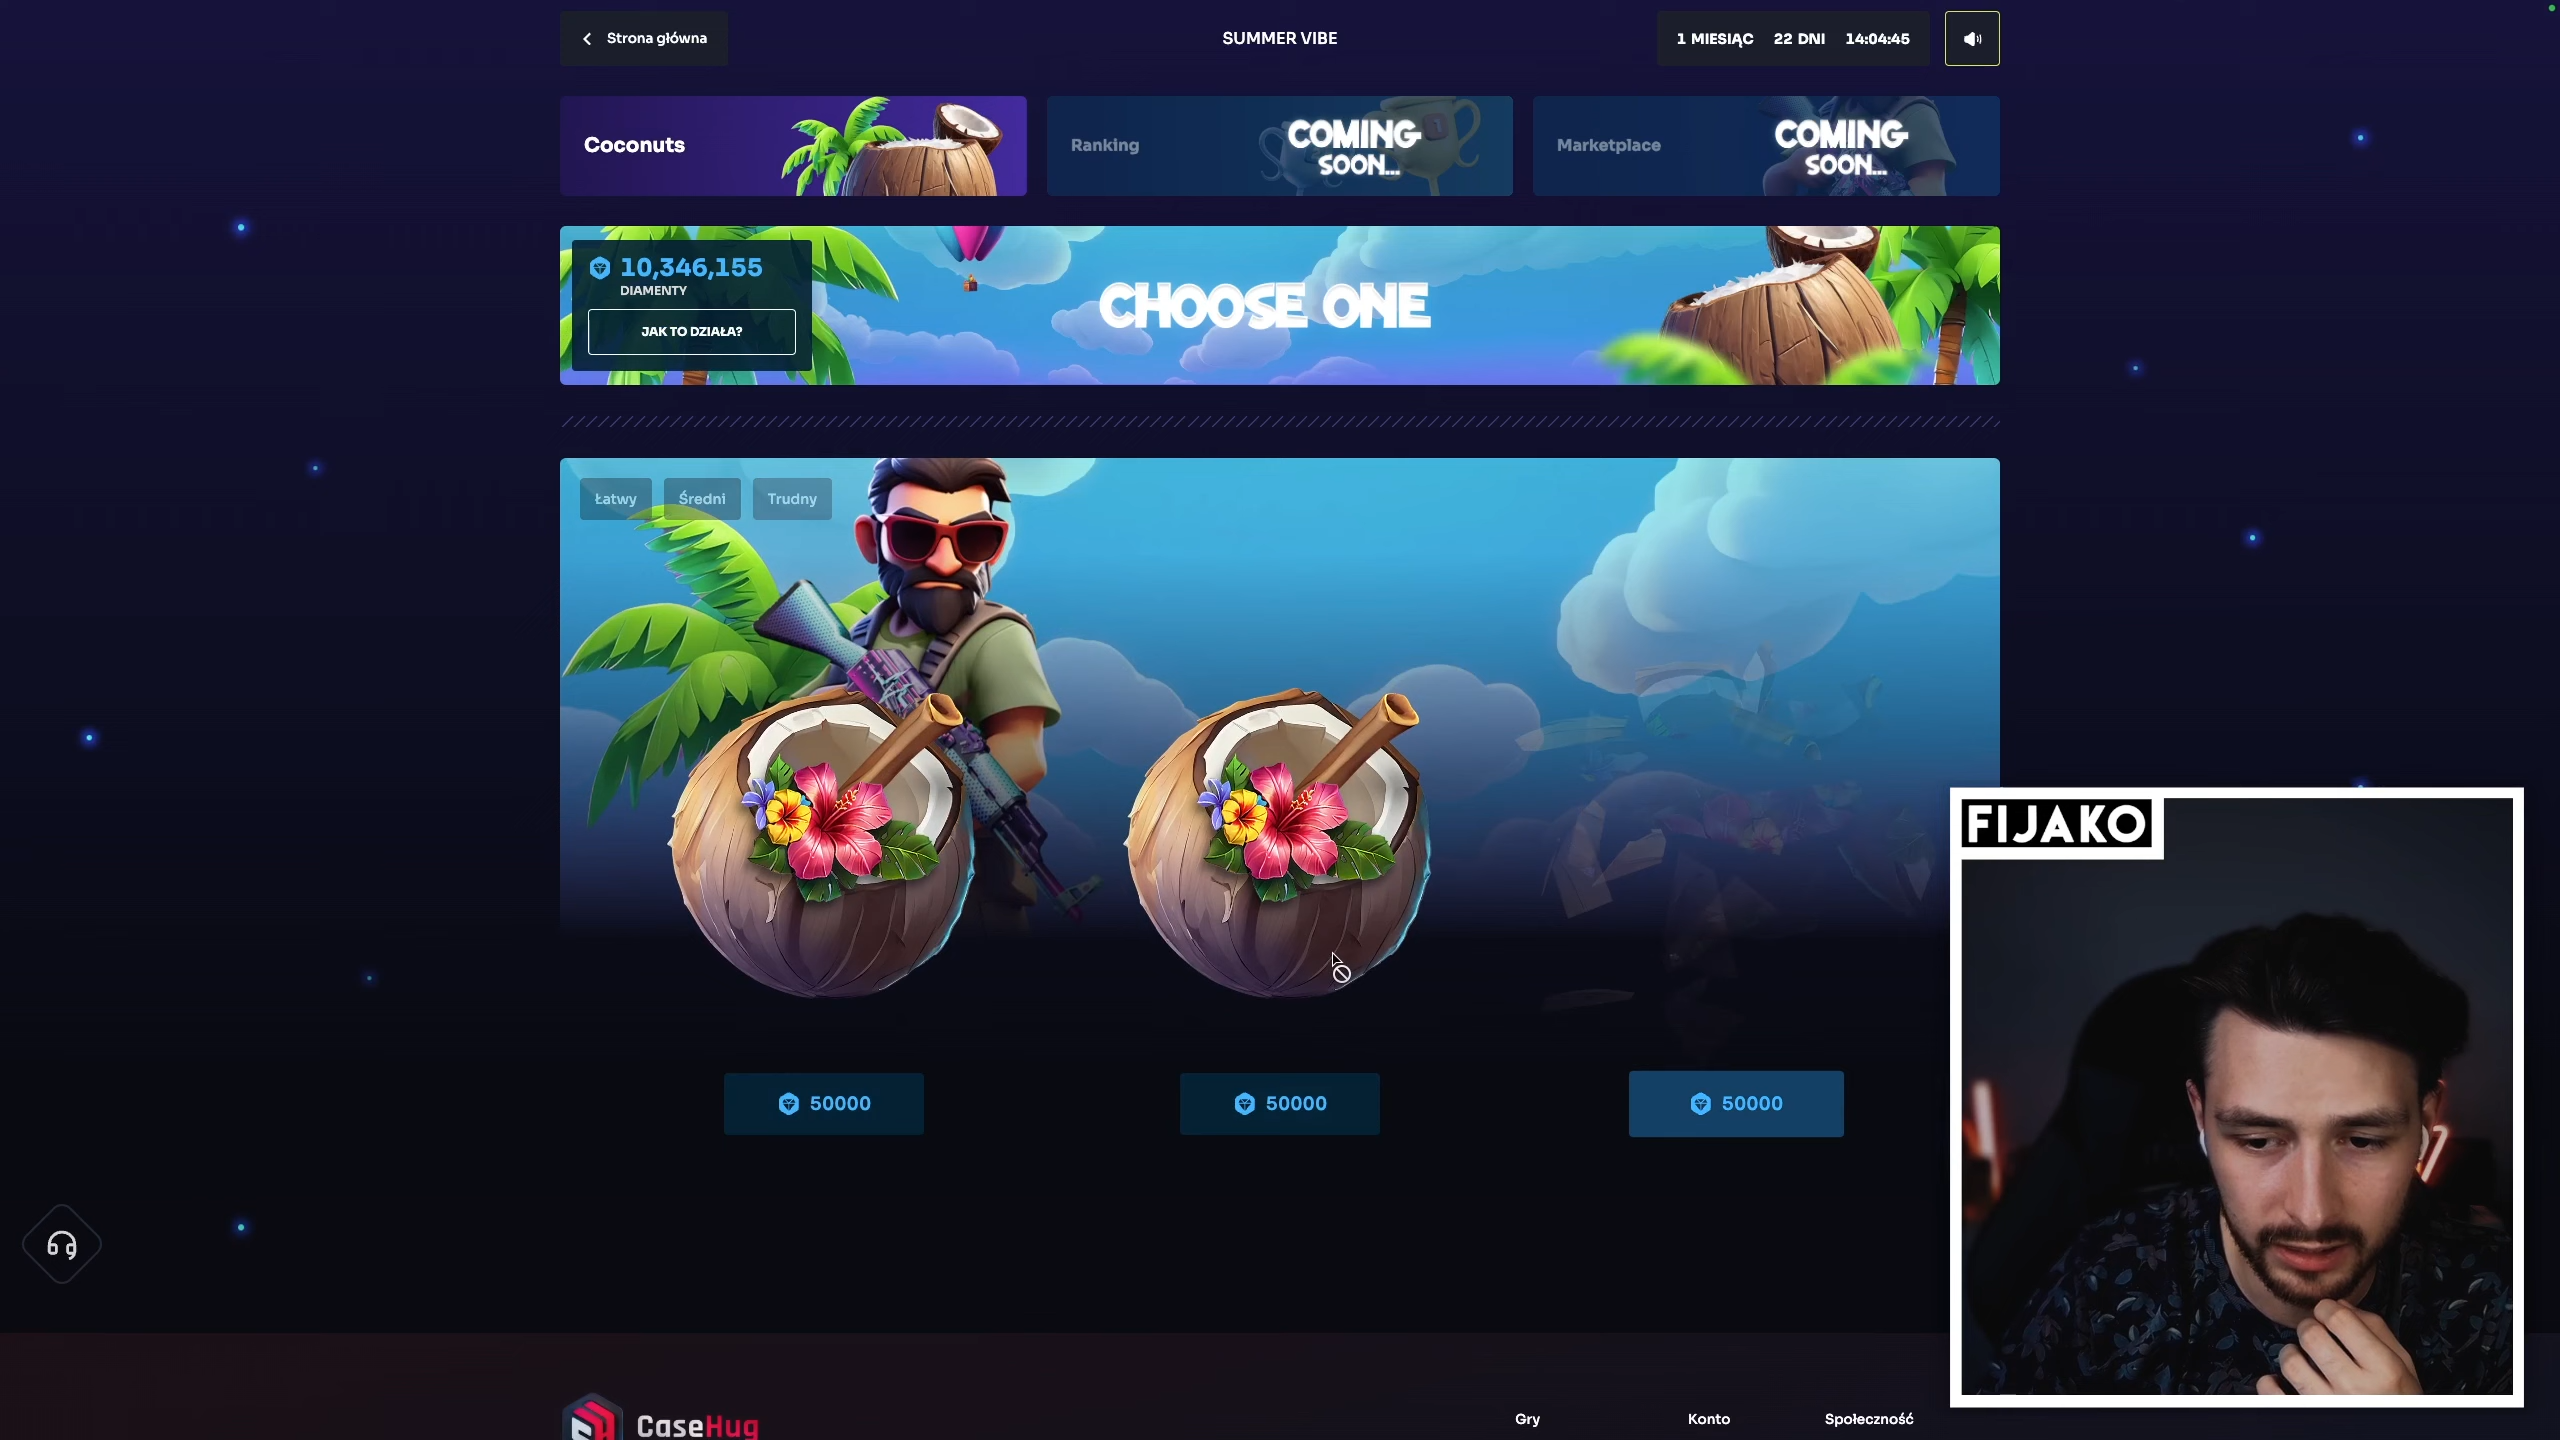 Strona główna
SUMMER VIBE
1 MIESIĄC 22 DNI 14:04:45
Coconuts
Ranking
COMING
SOON...
Marketplace
COMING
SOON...
10,346,155
DIAMENTY
JAK TO DZIAŁA?
CHOOSE ONE
Łatwy
Średni
Trudny
50000
50000
50000
FIJAKO
CaseHug
Gry
Konto
Społeczność